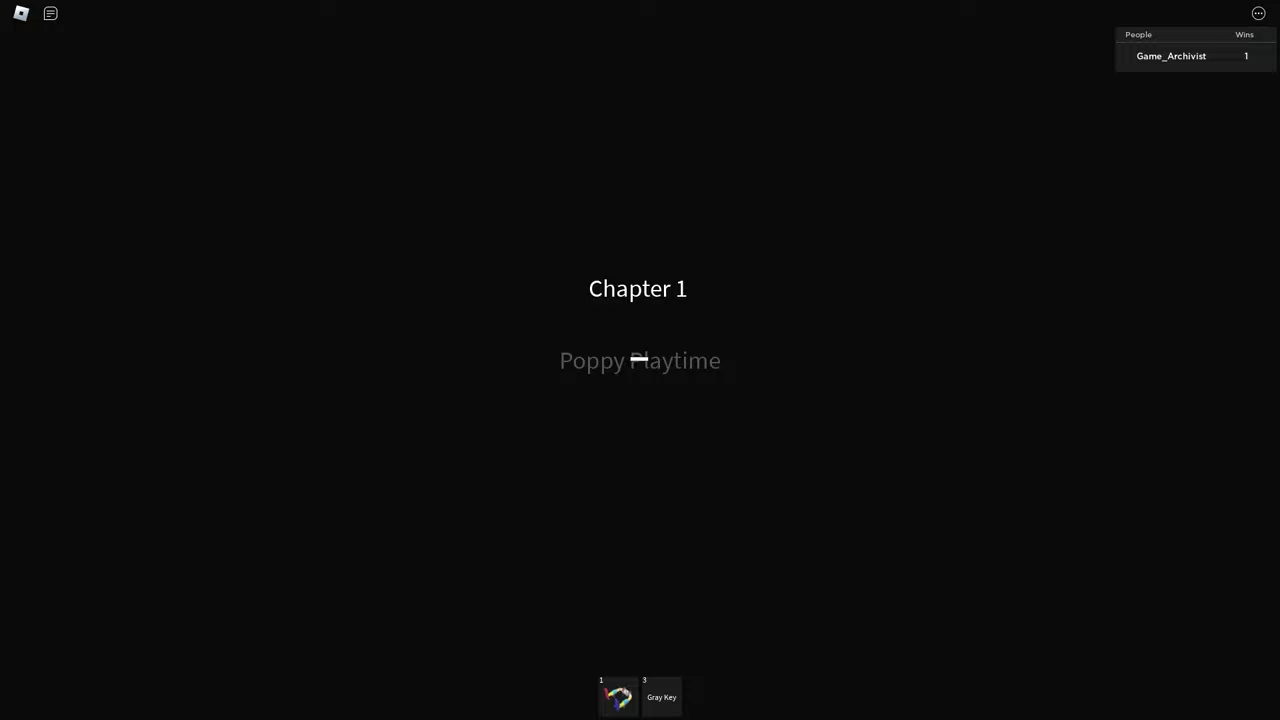 People Wins
Game_Archivist 1
Chapter 1
Poppy Playtime
1
3
Gray Key